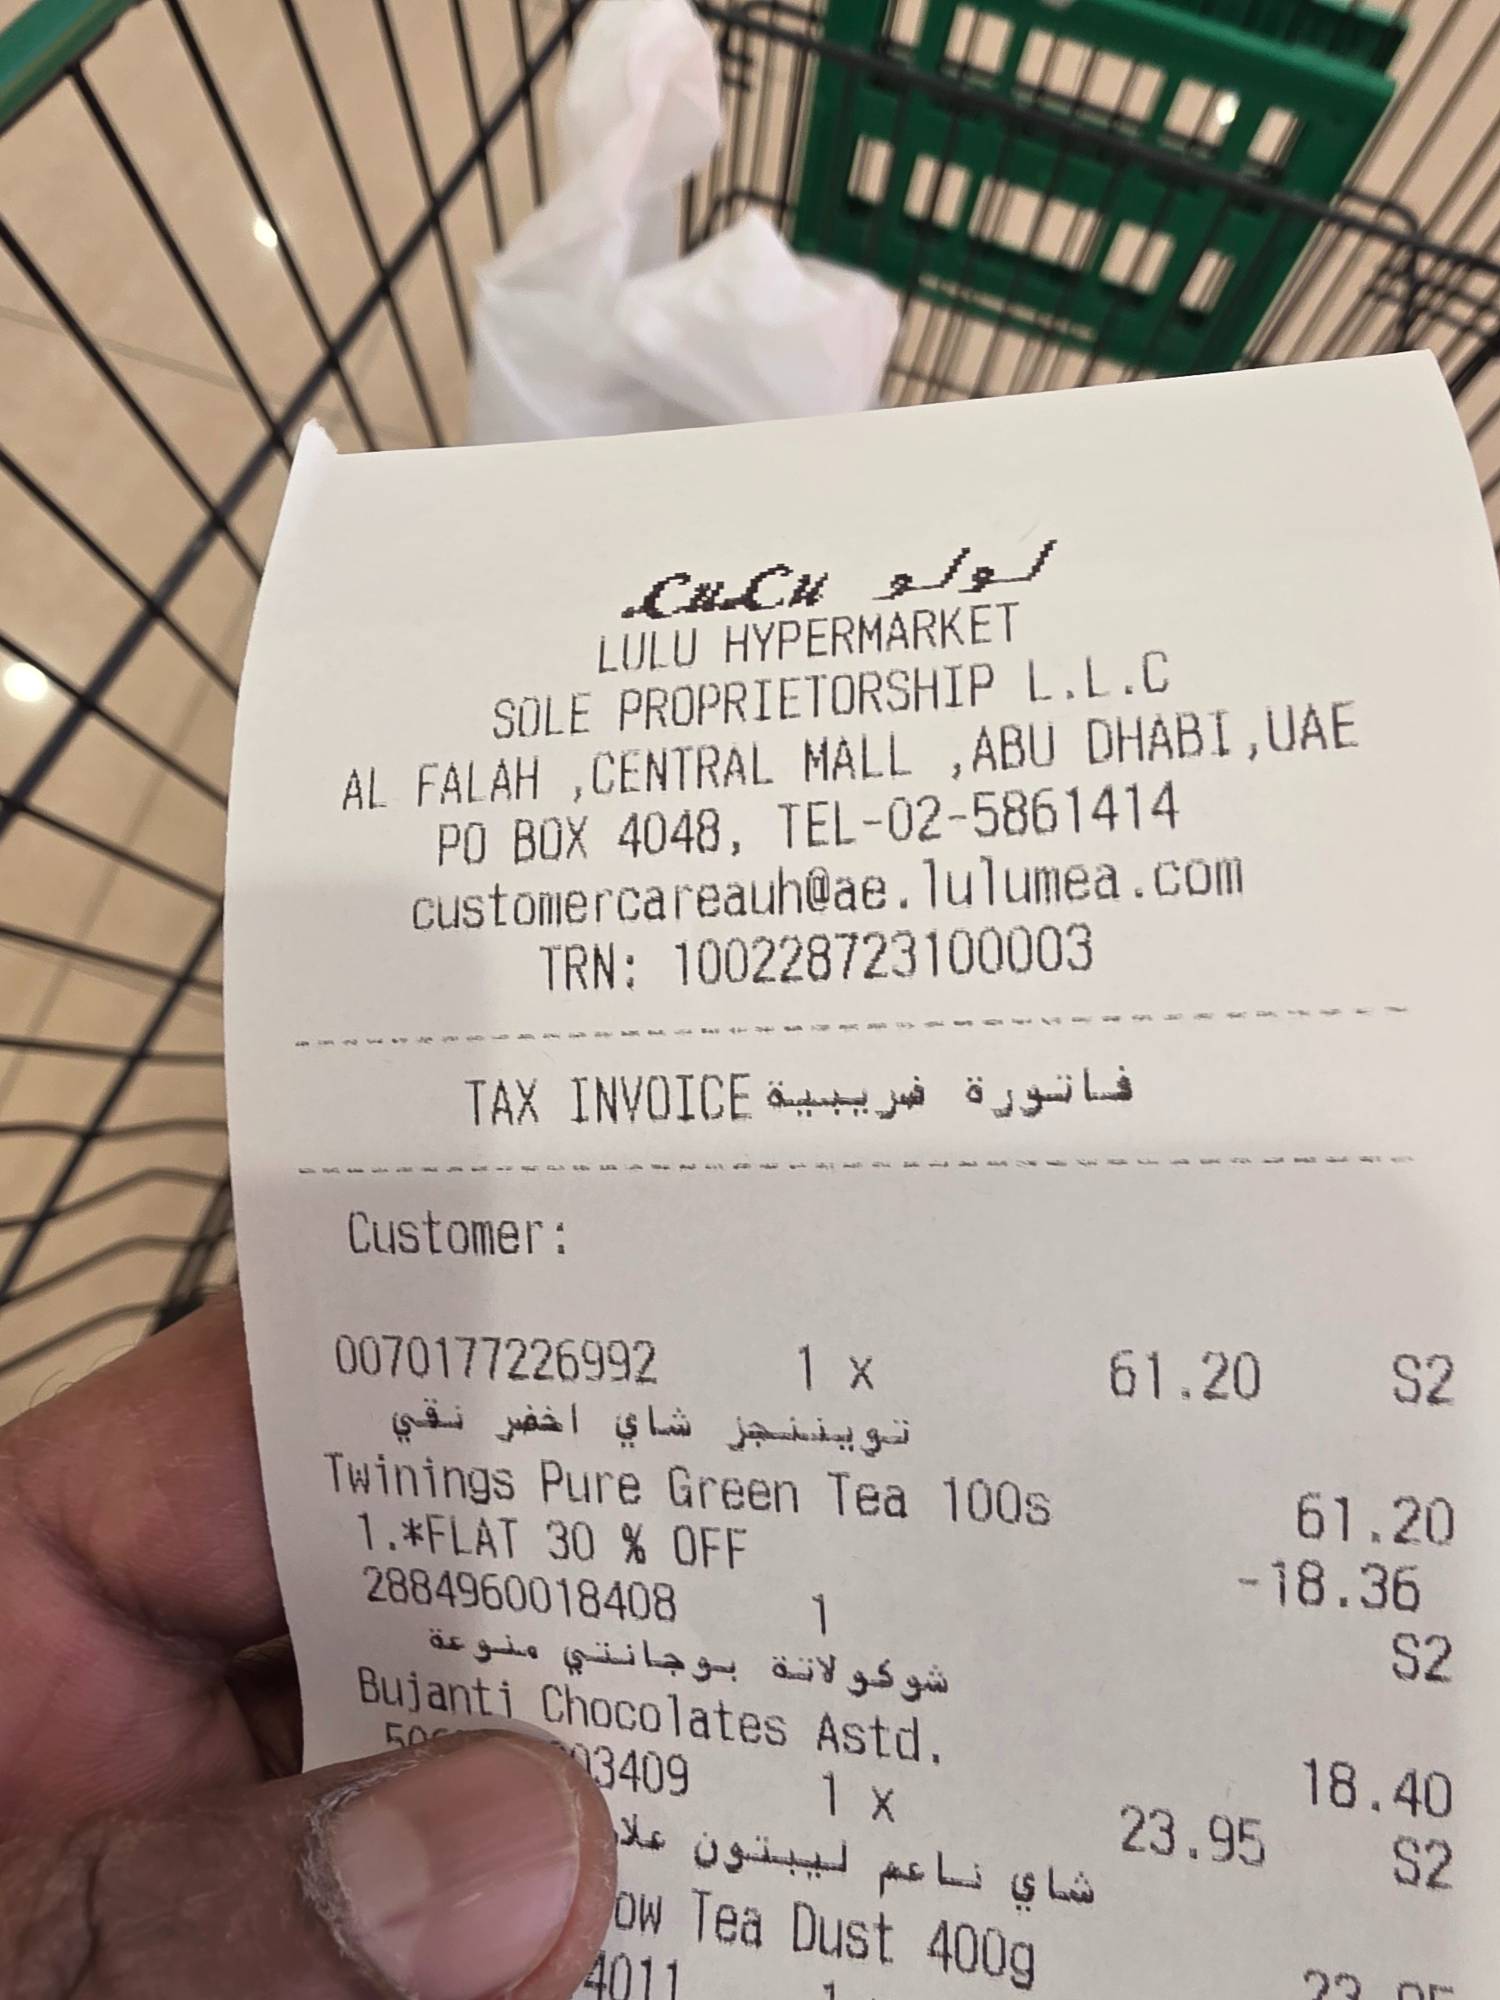 LuLu لولو
LULU HYPERMARKET
SOLE PROPRIETORSHIP L.L.C
AL FALAH ,CENTRAL MALL ,ABU DHABI,UAE
PO BOX 4048, TEL-02-5861414
customercareauh@ae.lulumea.com
TRN: 100228723100003
TAX INVOICE فاتورة ضريبية
Customer:
0070177226992 1 x 61.20 S2
تويننجز شاي اخضر نقي
Twinings Pure Green Tea 100s 61.20
1.*FLAT 30 % OFF -18.36
2884960018408 1 S2
شوكولاتة بوجانتي منوعة
Bujanti Chocolates Astd. 18.40
03409 1 x 23.95 S2
شاي ناعم ليبتون
Tea Dust 400g
4011